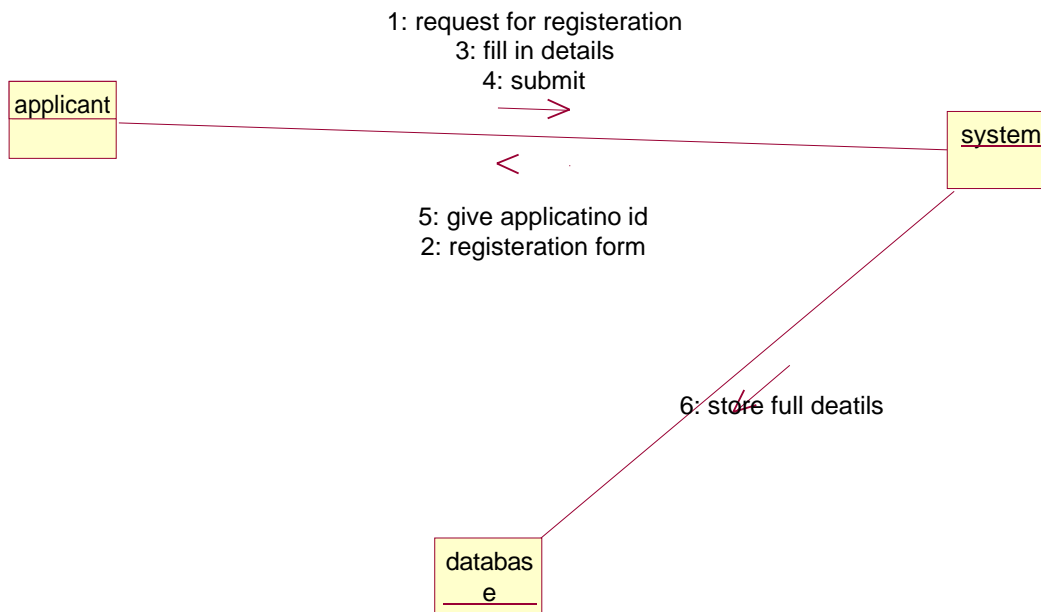 1: request for registeration
3: fill in details
4: submit
applicant
system
5: give applicatino id
2: registeration form
6: store full deatils
databas
e